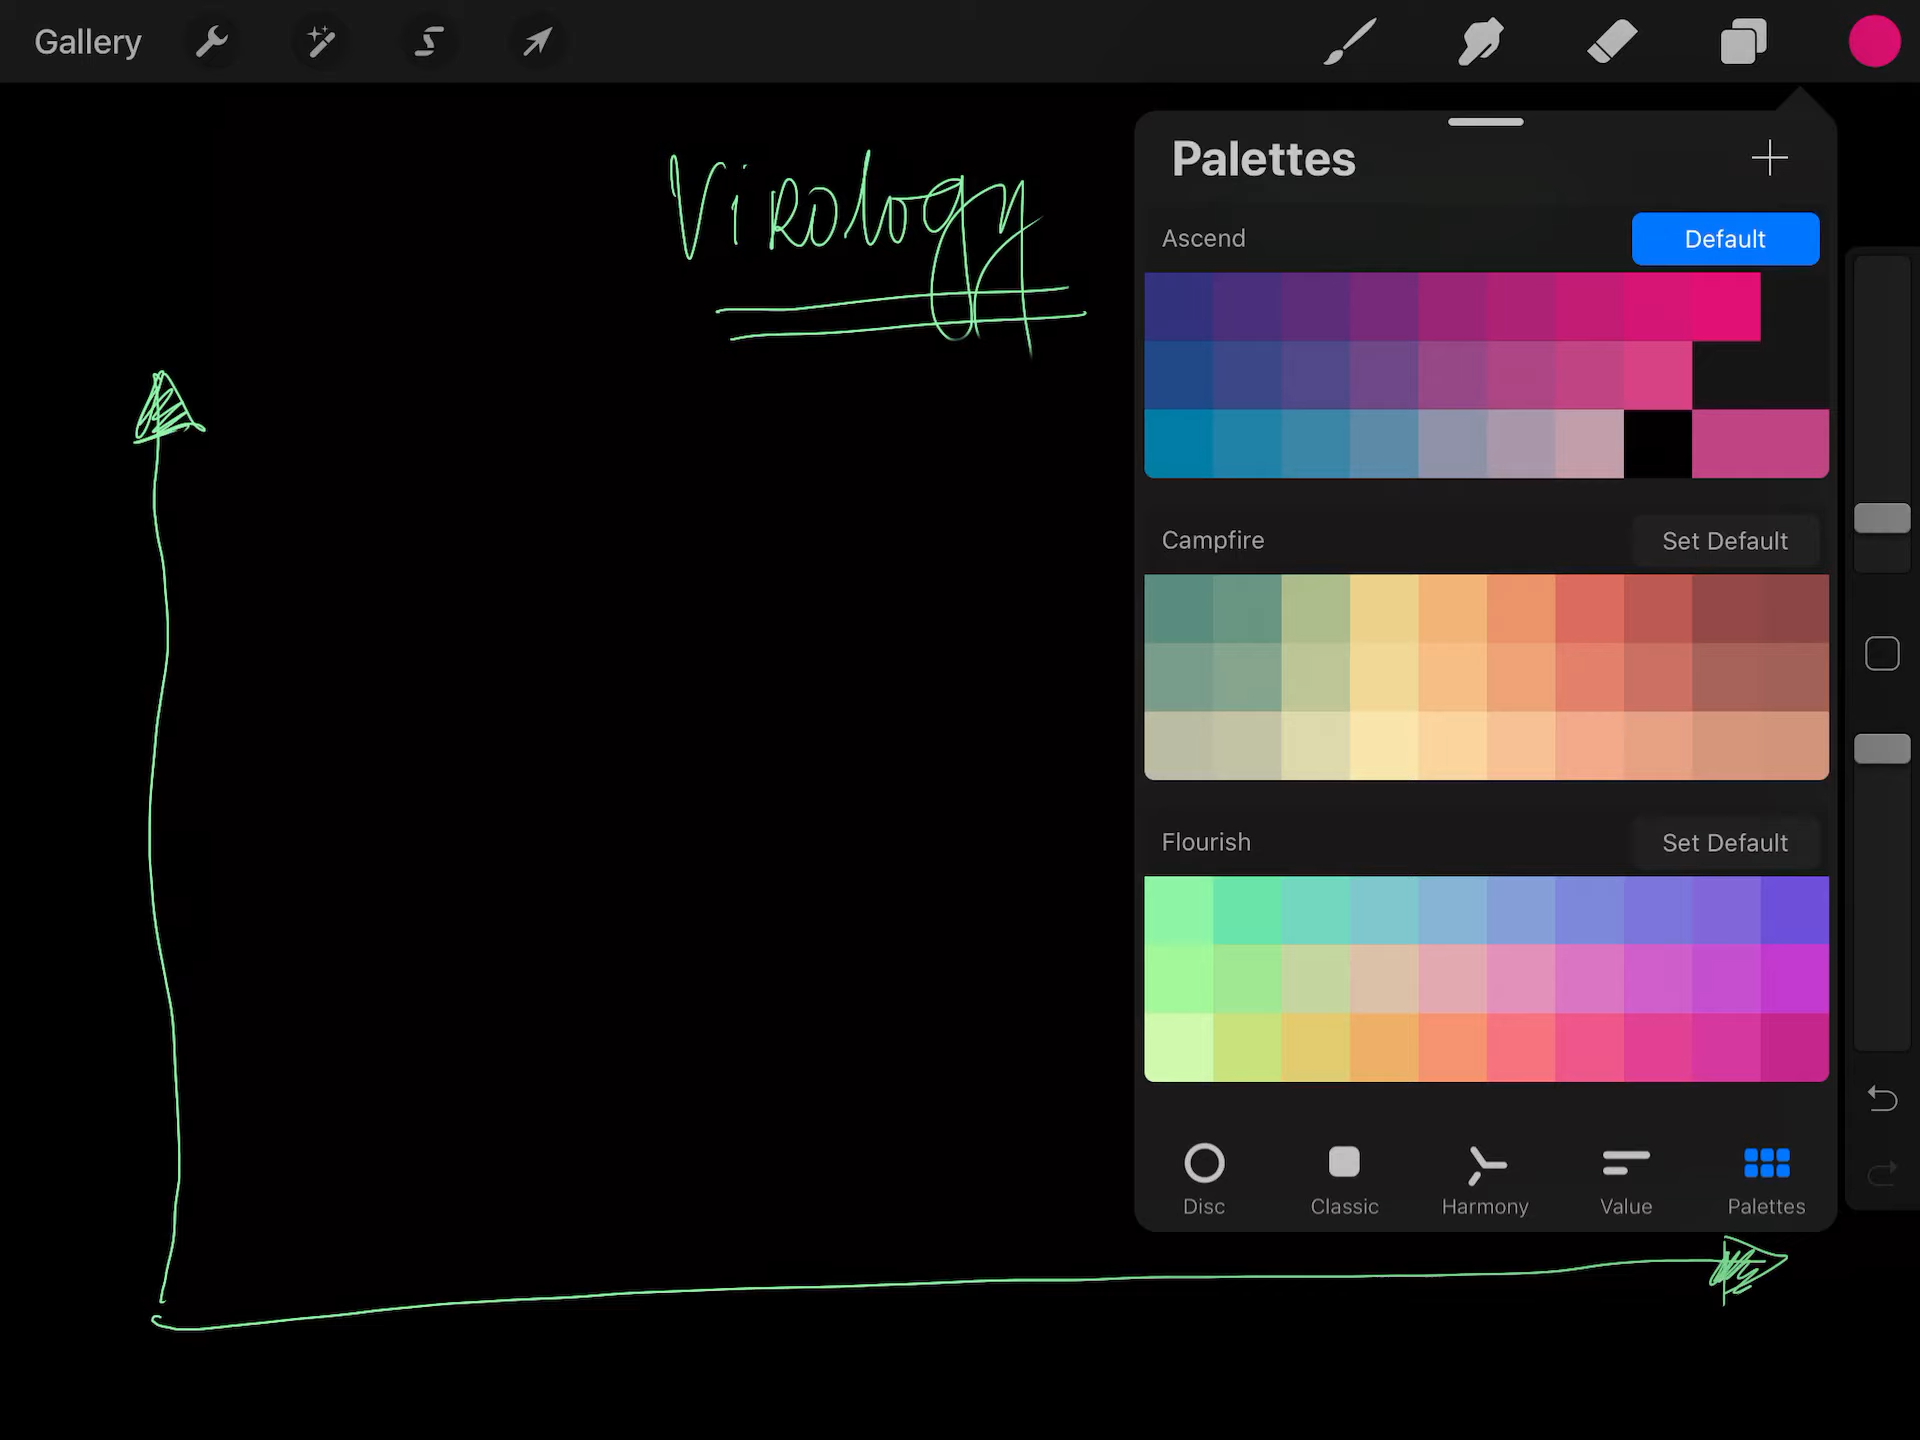 Gallery
Virology
Palettes
Ascend
Default
Campfire
Set Default
Flourish
Set Default
Disc
Classic
Harmony
Value
Palettes